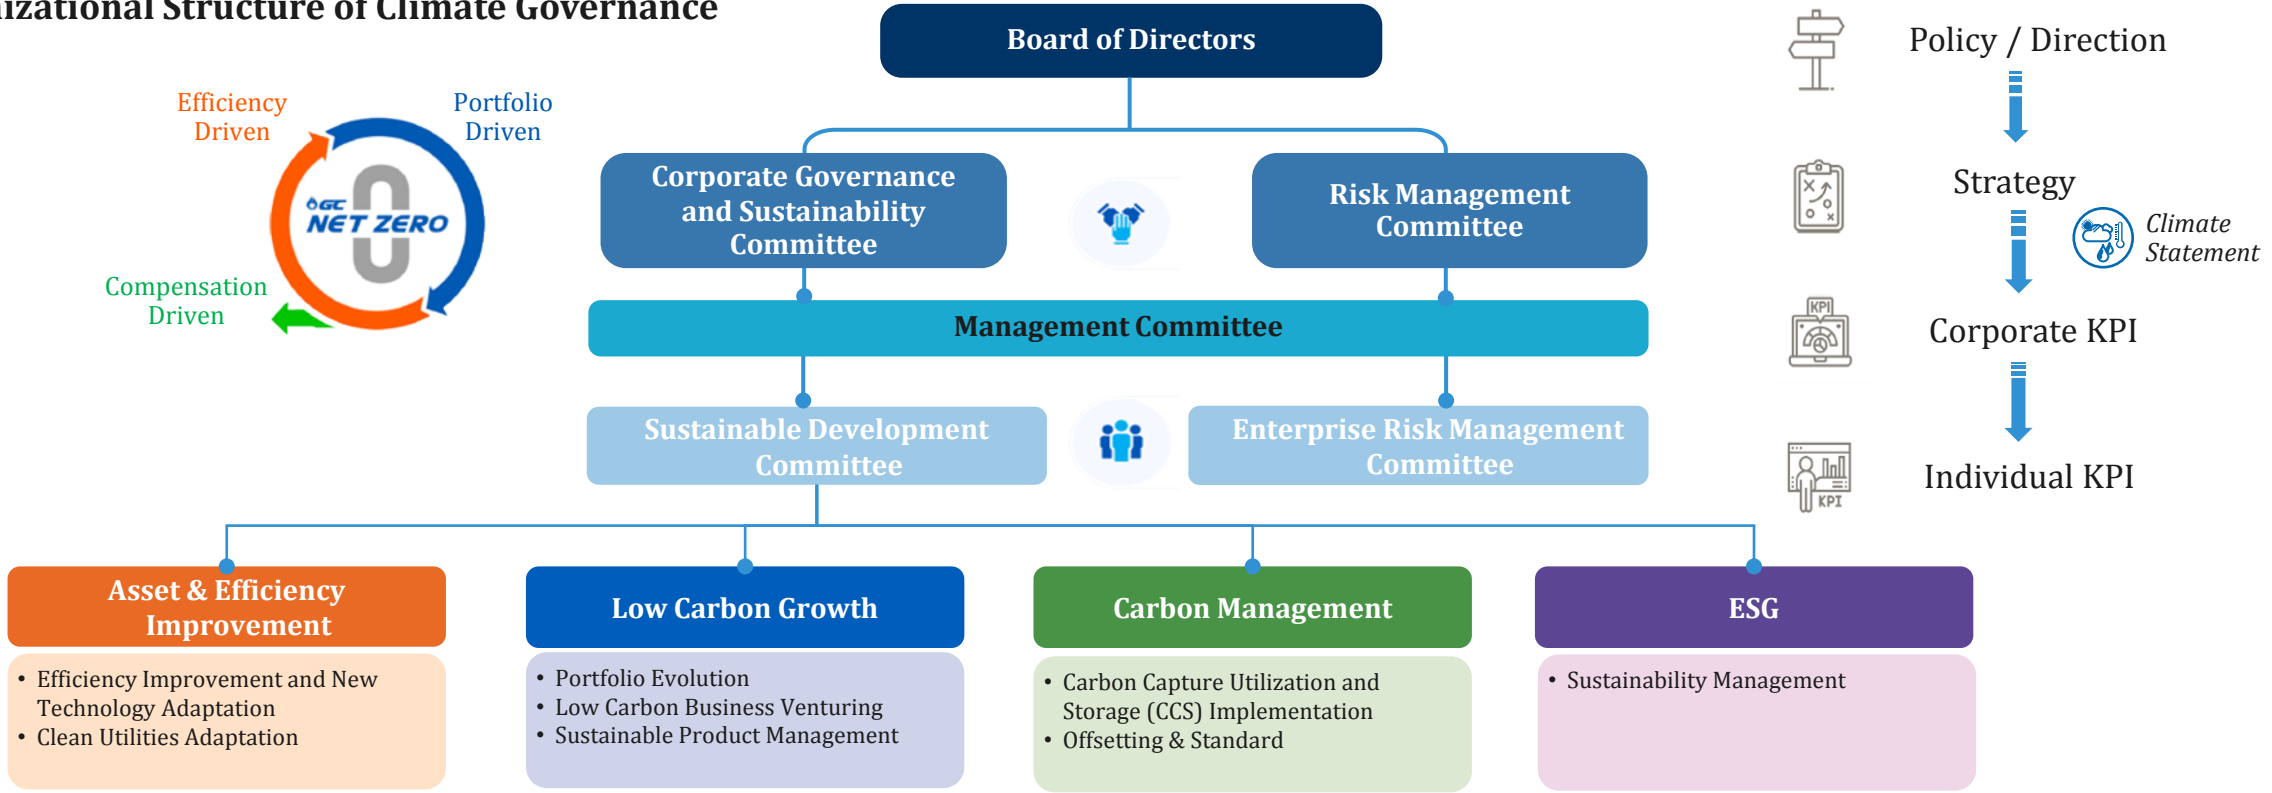 nizational Structure of Climate Governance
Efficiency
Driven
Portfolio
Driven
GC
NET ZERO
Compensation
Driven
Board of Directors
Corporate Governance
and Sustainability
Committee
Risk Management
Committee
Management Committee
Sustainable Development
Committee
Enterprise Risk Management
Committee
Policy / Direction
Strategy
Climate
Statement
KPI
Corporate KPI
KPI
Individual KPI
Asset & Efficiency
Improvement
• Efficiency Improvement and New
Technology Adaptation
• Clean Utilities Adaptation
Low Carbon Growth
• Portfolio Evolution
• Low Carbon Business Venturing
• Sustainable Product Management
Carbon Management
• Carbon Capture Utilization and
Storage (CCS) Implementation
• Offsetting & Standard
ESG
• Sustainability Management